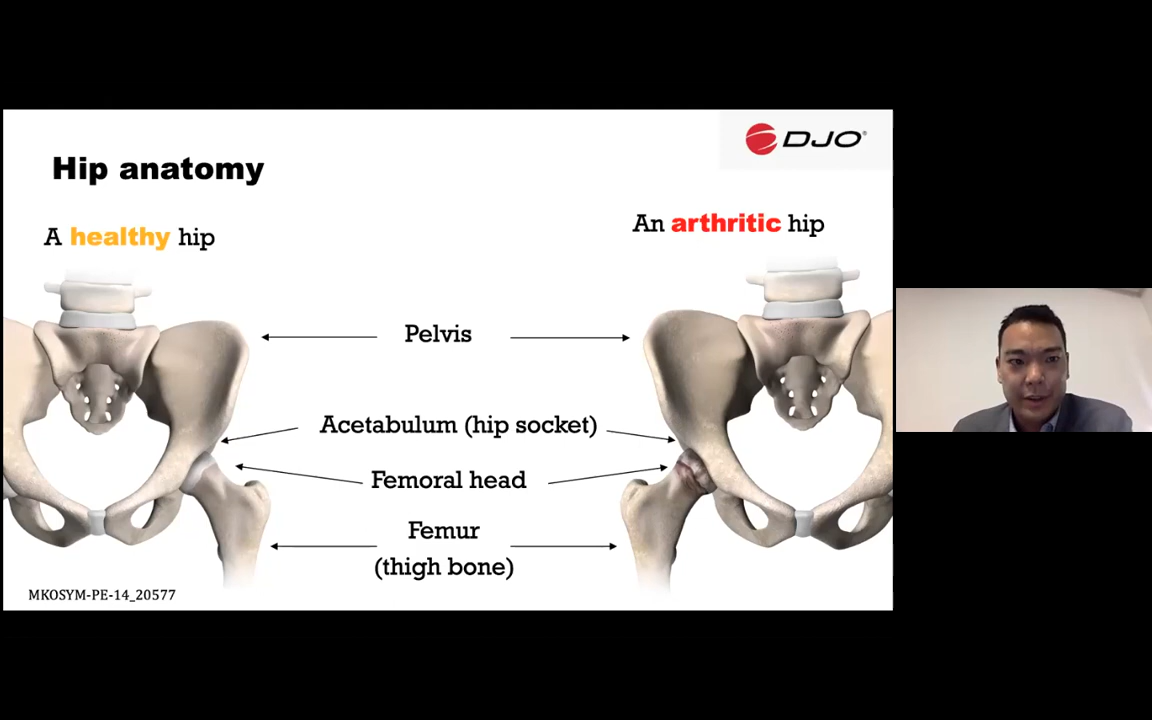 DJO®
Hip anatomy
A healthy hip
An arthritic hip
Pelvis
Acetabulum (hip socket)
Femoral head
Femur
(thigh bone)
MKOSYM-PE-14_20577